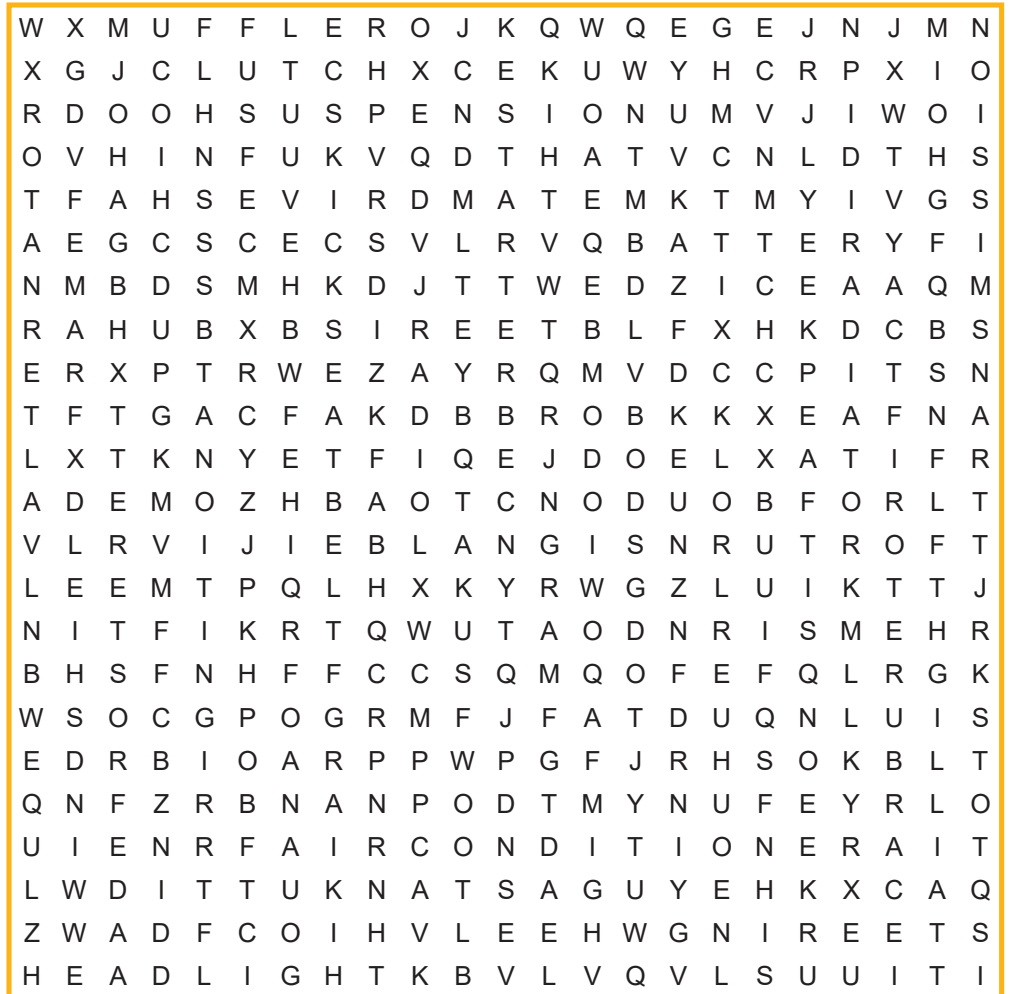 W X M U F F L E R O J K Q W Q E G E J N J M N
X G J C L U T C H X C E K U W Y H C R P X I O
R D O O H S U S P E N S I O N U M V J I W O I
O V H I N F U K V Q D T H A T V C N L D T H S
T F A H S E V I R D M A T E M K T M Y I V G S
A E G C S C E C S V L R V Q B A T T E R Y F I
N M B D S M H K D J T T W E D Z I C E A A Q M
R A H U B X B S I R E E T B L F X H K D C B S
E R X P T R W E Z A Y R Q M V D C C P I T S N
T F T G A C F A K D B B R O B K K X E A F N A
L X T K N Y E T F I Q E J D O E L X A T I F R
A D E M O Z H B A O T C N O D U O B F O R L T
V L R V I J I E B L A N G I S N R U T R O F T
L E E M T P Q L H X K Y R W G Z L U I K T T J
N I T F I K R T Q W U T A O D N R I S M E H R
B H S F N H F F C C S Q M Q O F E F Q L R G K
W S O C G P O G R M F J F A T D U Q N L U I S
E D R B I O A R P P W P G F J R H S O K B L T
Q N F Z R B N A N P O D T M Y N U F E Y R L O
U I E N R F A I R C O N D I T I O N E R A I T
L W D I T T U K N A T S A G U Y E H K X C A Q
Z W A D F C O I H V L E E H W G N I R E E T S
H E A D L I G H T K B V L V Q V L S U U I T I